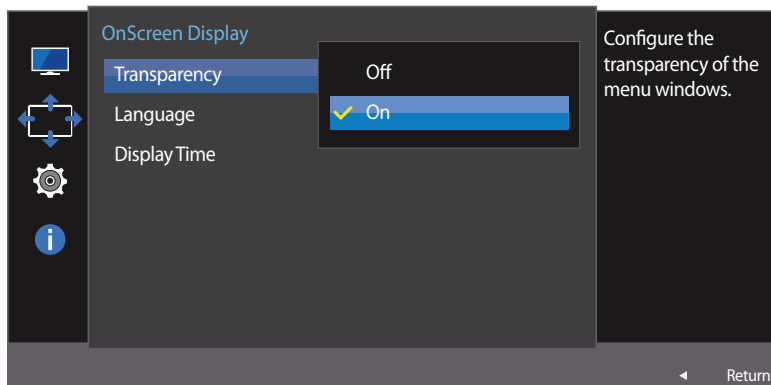 OnScreen Display
Transparency
Language
Display Time
Off
On
Configure the
transparency of the
menu windows.
Return